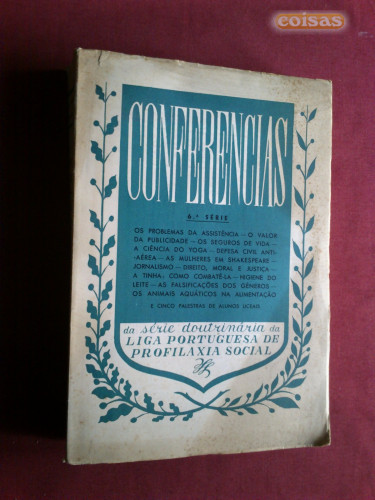 coisas
CONFERENCIAS
6.ª SÉRIE
OS PROBLEMAS DA ASSISTÊNCIA — O VALOR
DA PUBLICIDADE — OS SEGUROS DE VIDA —
A CIÊNCIA DO YOGA — DEFESA CIVIL ANTI-
-AÉREA — AS MULHERES EM SHAKESPEARE —
JORNALISMO — DIREITO, MORAL E JUSTIÇA —
A TINHA, COMO COMBATÊ-LA — HIGIENE DO
LEITE — AS FALSIFICAÇÕES DOS GÉNEROS —
OS ANIMAIS AQUÁTICOS NA ALIMENTAÇÃO
E CINCO PALESTRAS DE ALUNOS LICEAIS
da série doutrinária da
LIGA PORTUGUESA DE
PROFILAXIA SOCIAL